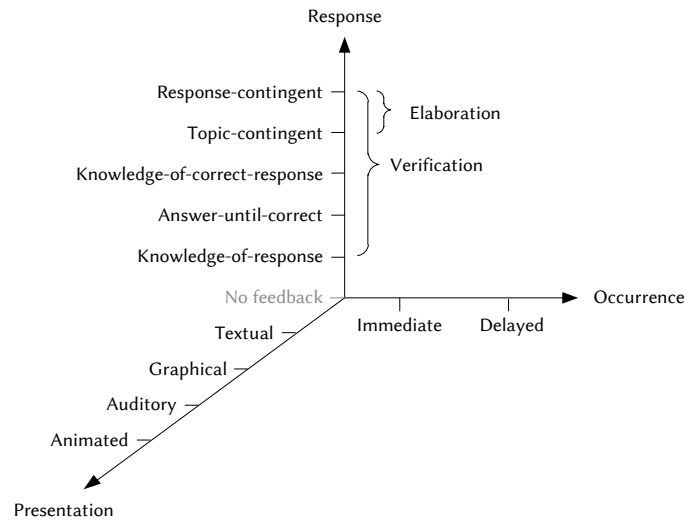 Response
Response-contingent
Elaboration
Topic-contingent
Verification
Knowledge-of-correct-response
Answer-until-correct
Knowledge-of-response
No feedback
Occurrence
Immediate
Delayed
Textual
Graphical
Auditory
Animated
Presentation